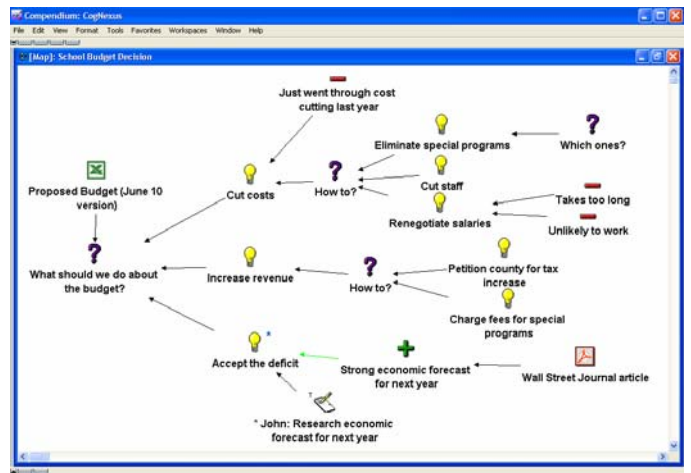 Compendium: CogNexus
File Edit View Format Tools Favorites Workspaces Window Help
[Map]: School Budget Decision
Just went through cost
cutting last year
Eliminate special programs
Which ones?
Proposed Budget (June 10
version)
Cut costs
How to?
Cut staff
Takes too long
Renegotiate salaries
Unlikely to work
What should we do about
the budget?
Increase revenue
How to?
Petition county for tax
increase
Charge fees for special
programs
*
Accept the deficit
Strong economic forecast
for next year
Wall Street Journal article
T
* John: Research economic
forecast for next year